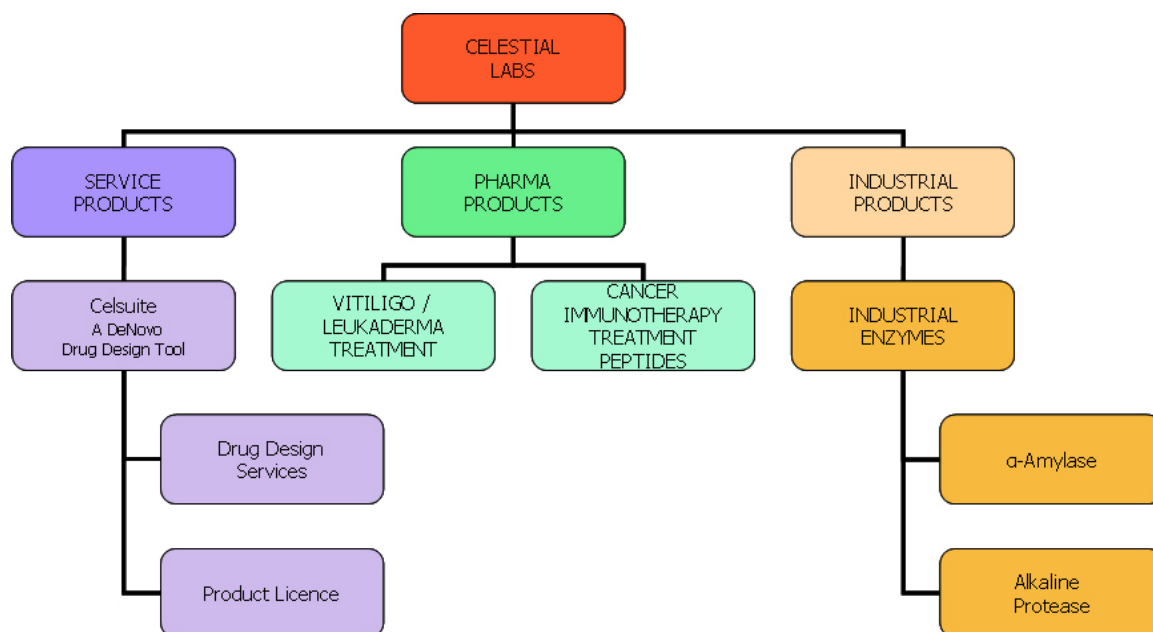 CELESTIAL
LABS
SERVICE
PRODUCTS
PHARMA
PRODUCTS
INDUSTRIAL
PRODUCTS
Celsuite
A DeNovo
Drug Design Tool
VITILIGO /
LEUKADERMA
TREATMENT
CANCER
IMMUNOTHERAPY
TREATMENT
PEPTIDES
INDUSTRIAL
ENZYMES
Drug Design
Services
α-Amylase
Product Licence
Alkaline
Protease